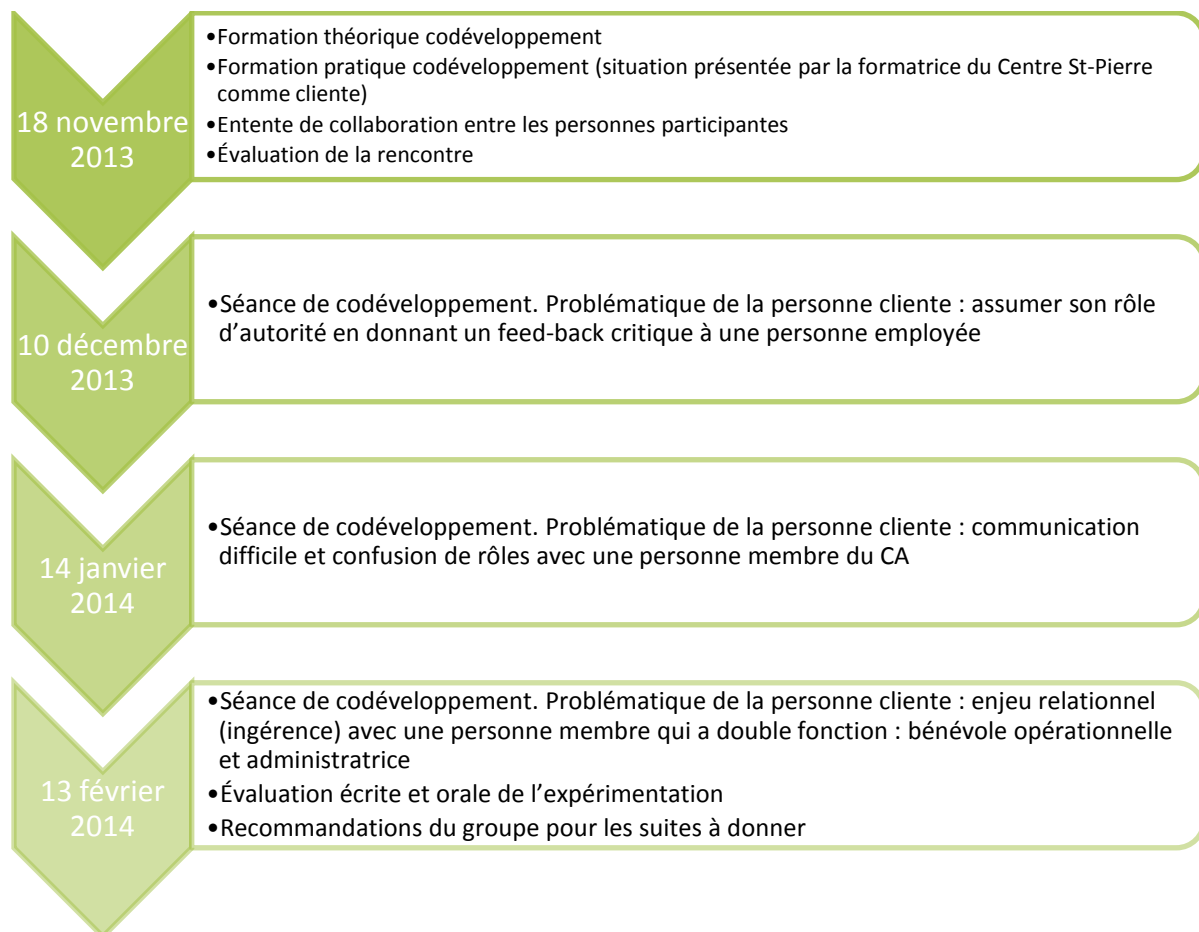 18 novembre
2013
•Formation théorique codéveloppement
•Formation pratique codéveloppement (situation présentée par la formatrice du Centre St-Pierre
comme cliente)
•Entente de collaboration entre les personnes participantes
•Évaluation de la rencontre
10 décembre
2013
•Séance de codéveloppement. Problématique de la personne cliente : assumer son rôle
d’autorité en donnant un feed-back critique à une personne employée
14 janvier
2014
•Séance de codéveloppement. Problématique de la personne cliente : communication
difficile et confusion de rôles avec une personne membre du CA
13 février
2014
•Séance de codéveloppement. Problématique de la personne cliente : enjeu relationnel
(ingérence) avec une personne membre qui a double fonction : bénévole opérationnelle
et administratrice
•Évaluation écrite et orale de l’expérimentation
•Recommandations du groupe pour les suites à donner